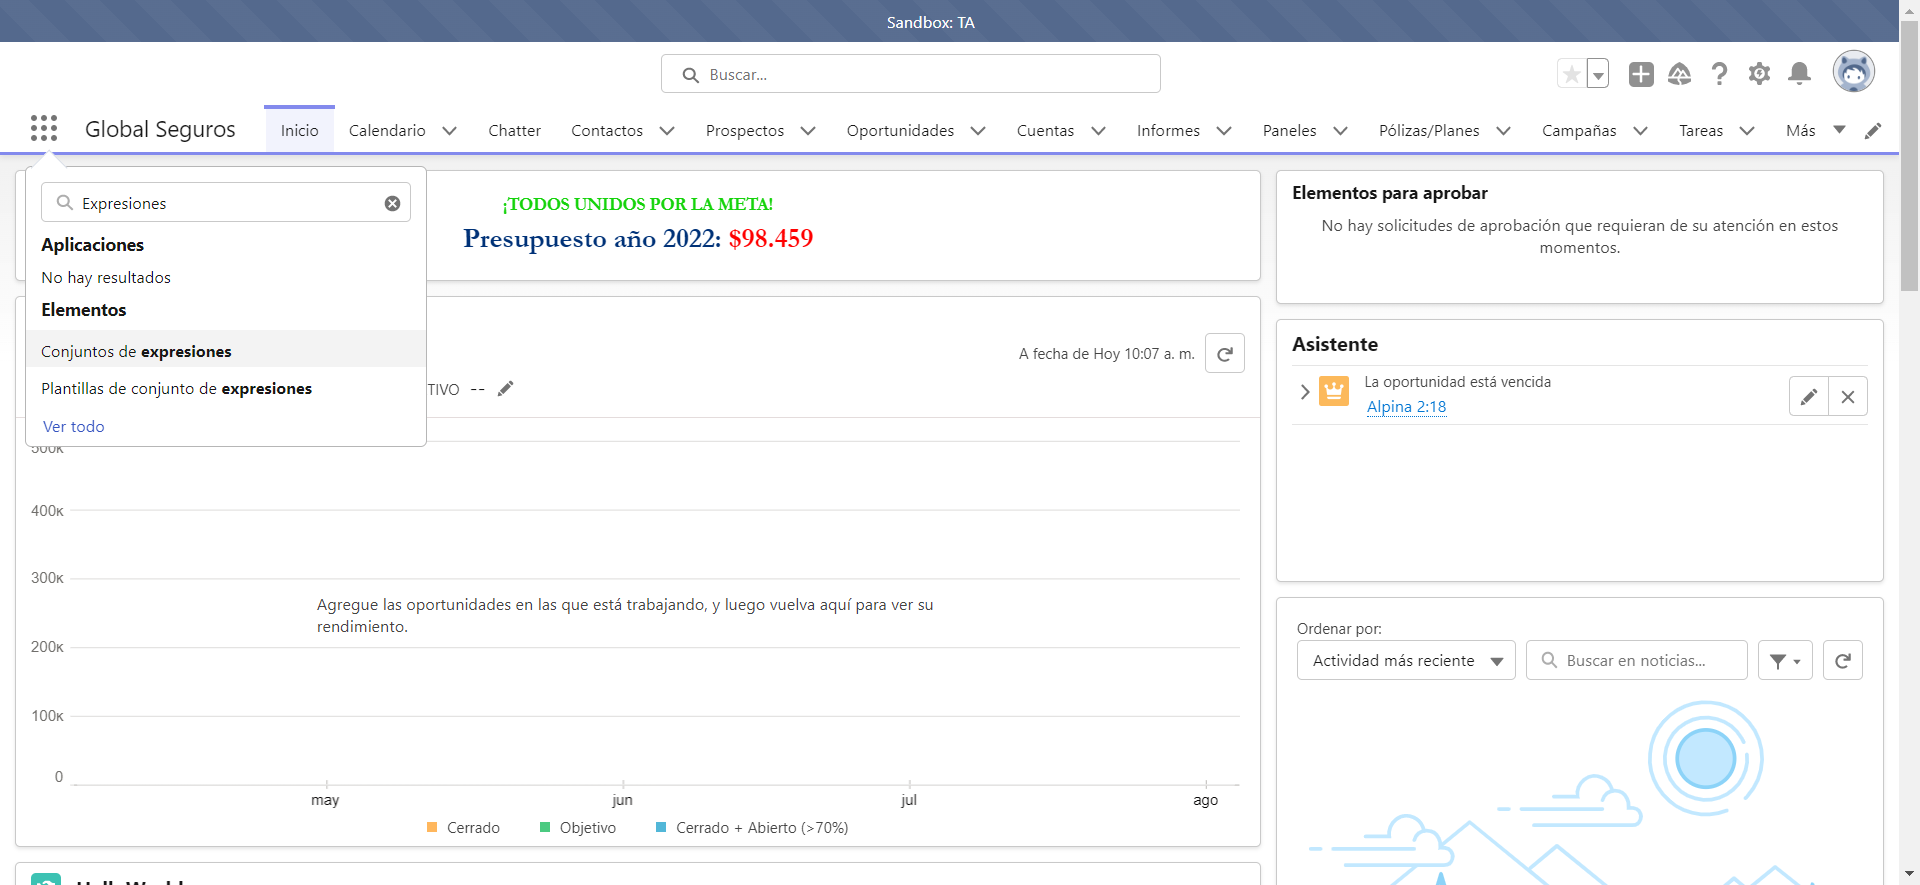 Sandbox: TA
Buscar...
Global Seguros
Inicio
Calendario
Chatter
Contactos
Prospectos
Oportunidades
Cuentas
Informes
Paneles
Pólizas/Planes
Campañas
Tareas
Más
Expresiones
Aplicaciones
No hay resultados
Elementos
Conjuntos de expresiones
Plantillas de conjunto de expresiones
Ver todo
¡TODOS UNIDOS POR LA META!
Presupuesto año 2022: $98.459
A fecha de Hoy 10:07 a. m.
TIVO --
500K
400K
300K
200K
100K
0
Agregue las oportunidades en las que está trabajando, y luego vuelva aquí para ver su
rendimiento.
may
jun
jul
ago
Cerrado
Objetivo
Cerrado + Abierto (>70%)
Elementos para aprobar
No hay solicitudes de aprobación que requieran de su atención en estos
momentos.
Asistente
La oportunidad está vencida
Alpina 2:18
Ordenar por:
Actividad más reciente
Buscar en noticias...